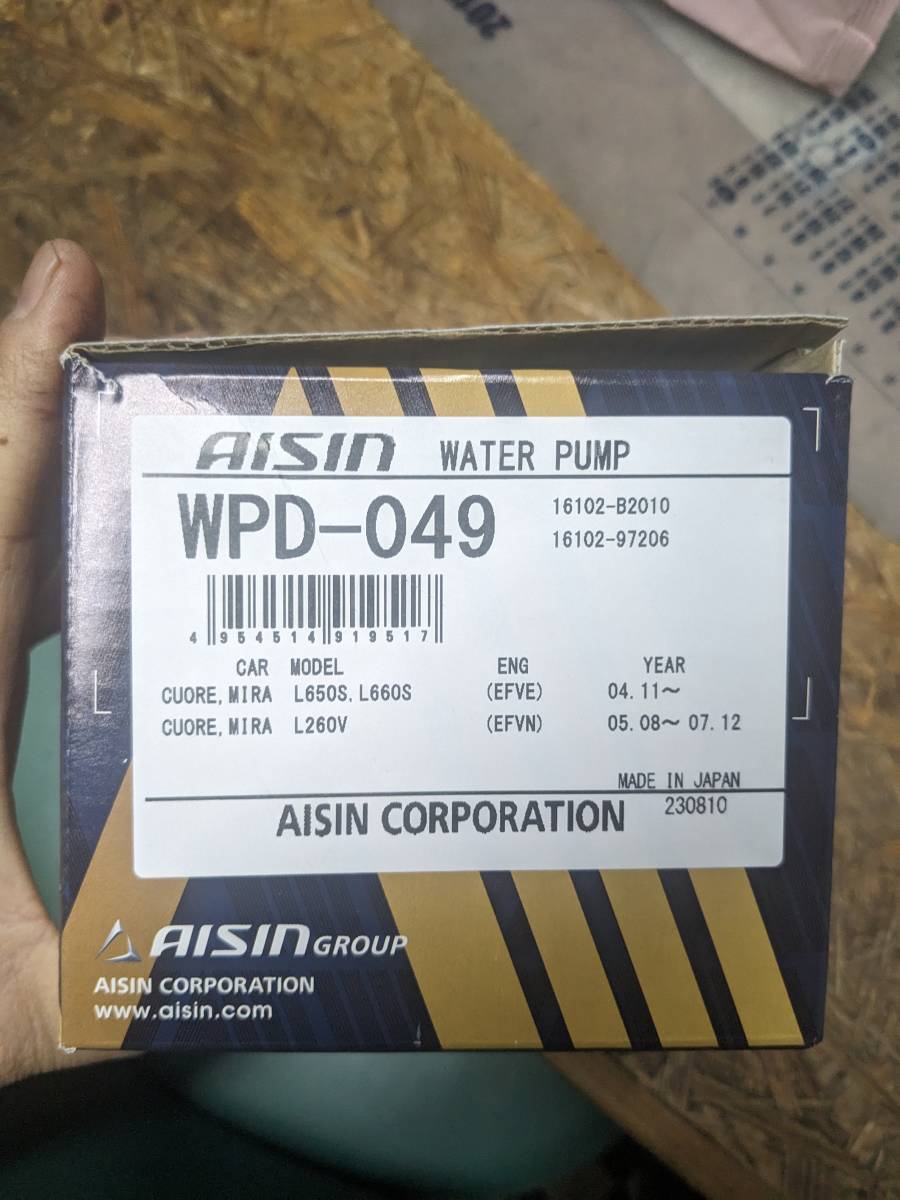 AISIN WATER PUMP
WPD-049
16102-B2010
16102-97206
4 954514 919517
CAR MODEL ENG YEAR
CUORE, MIRA L650S, L660S (EFVE) 04. 11～
CUORE, MIRA L260V (EFVN) 05. 08～ 07. 12
MADE IN JAPAN
AISIN CORPORATION 230810
AISIN GROUP
AISIN CORPORATION
www.aisin.com